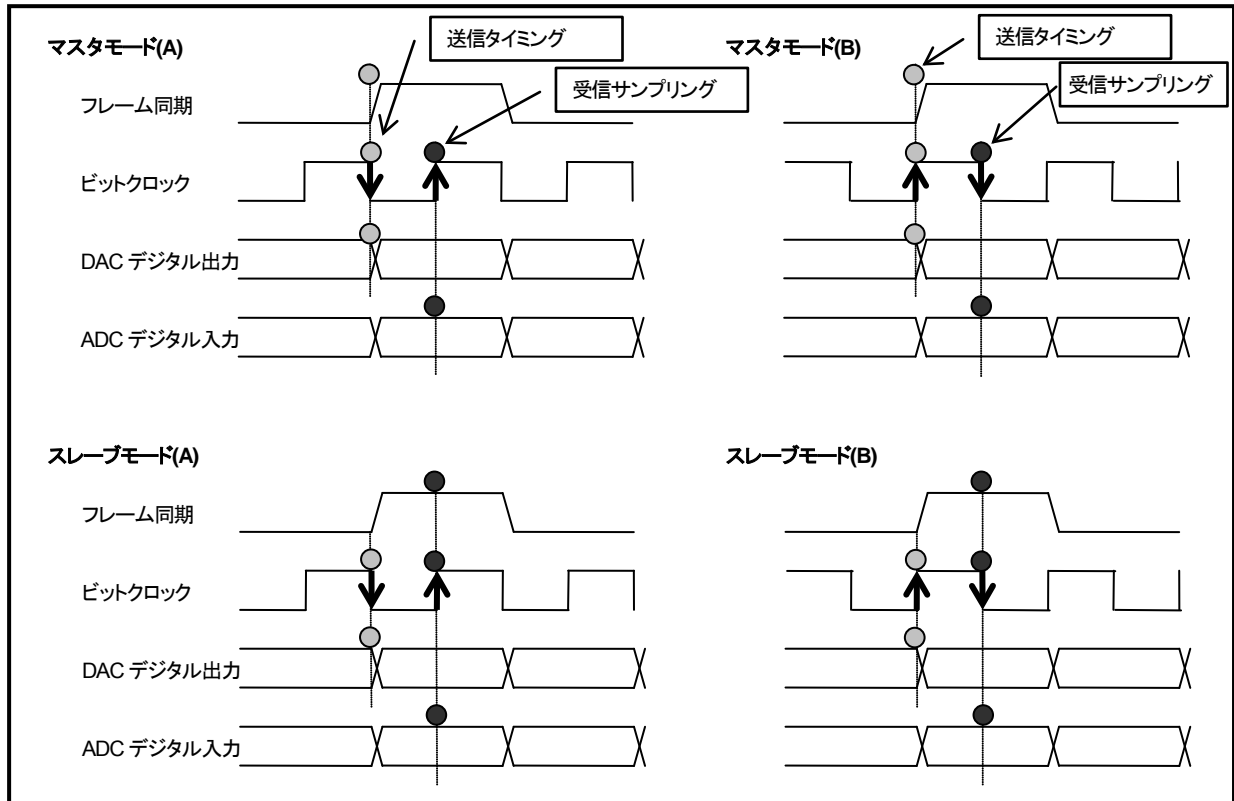 マスタモード(A)
送信タイミング
受信サンプリング
フレーム同期
ビットクロック
DAC デジタル出力
ADC デジタル入力
マスタモード(B)
送信タイミング
受信サンプリング
スレーブモード(A)
フレーム同期
ビットクロック
DAC デジタル出力
ADC デジタル入力
スレーブモード(B)